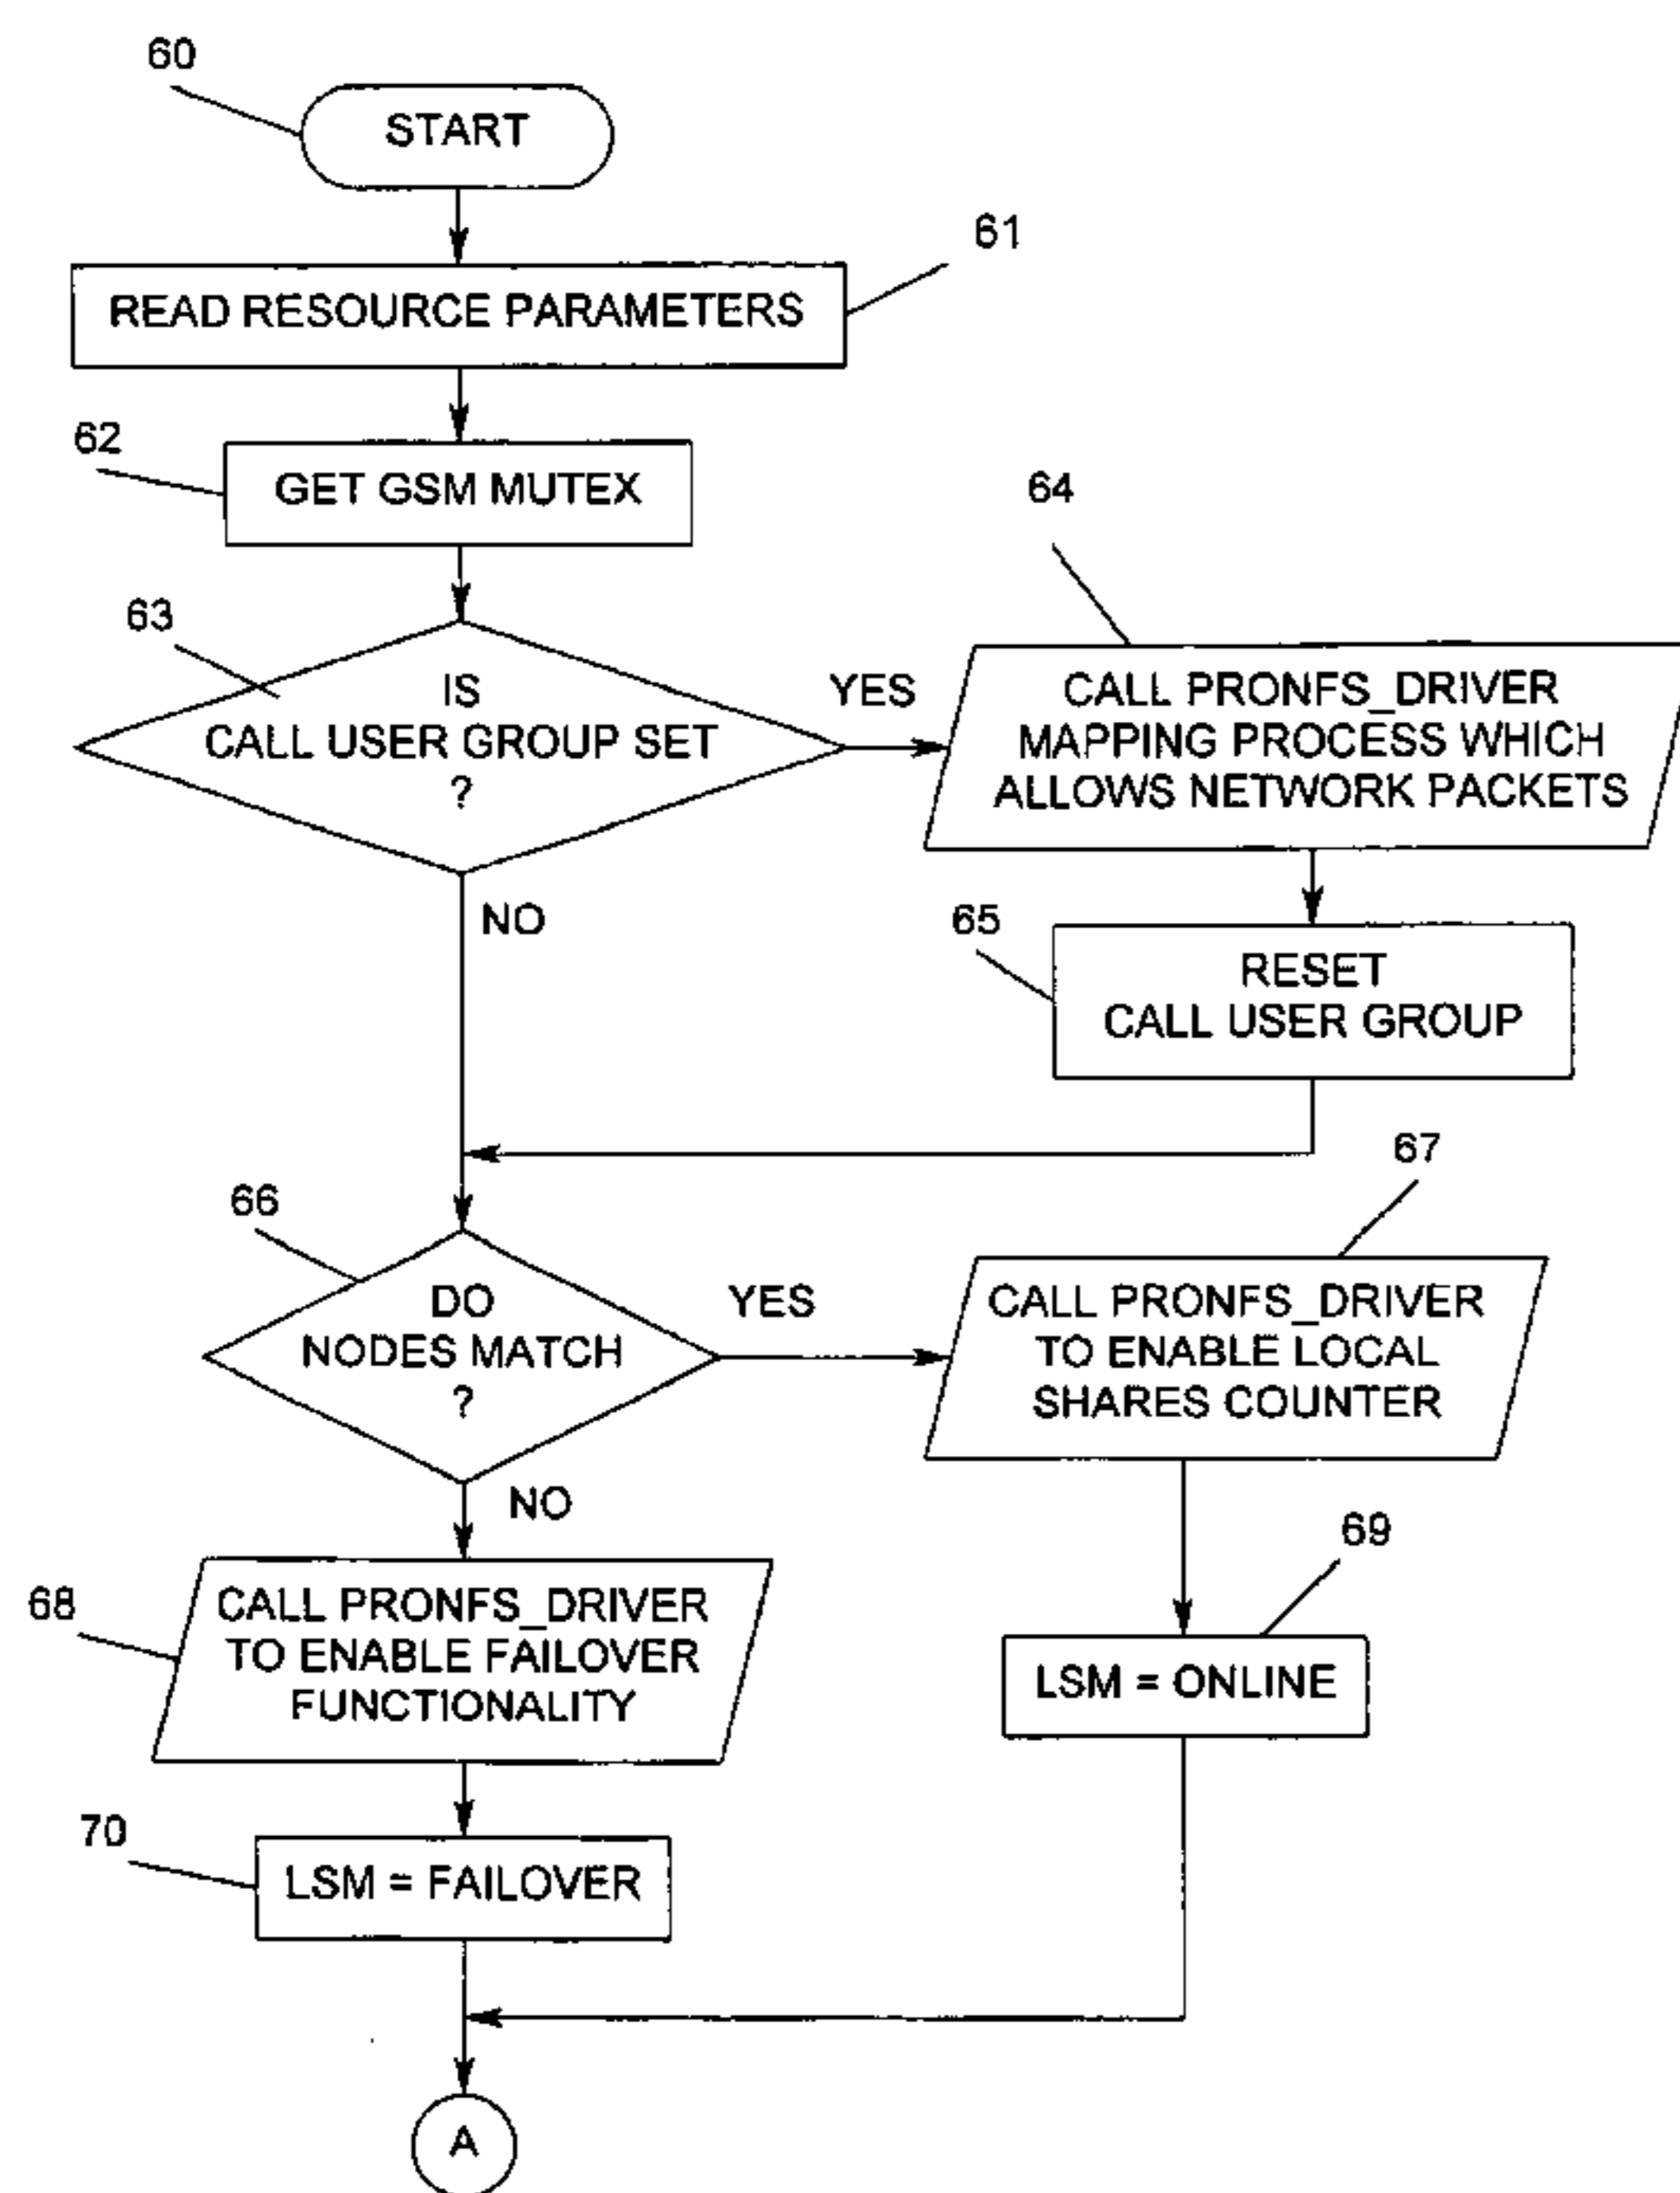 60
START
61
READ RESOURCE PARAMETERS
62
GET GSM MUTEX
63
IS
CALL USER GROUP SET
?
YES
NO
64
CALL PRONFS_DRIVER
MAPPING PROCESS WHICH
ALLOWS NETWORK PACKETS
65
RESET
CALL USER GROUP
66
DO
NODES MATCH
?
YES
NO
67
CALL PRONFS_DRIVER
TO ENABLE LOCAL
SHARES COUNTER
68
CALL PRONFS_DRIVER
TO ENABLE FAILOVER
FUNCTIONALITY
69
LSM = ONLINE
70
LSM = FAILOVER
A